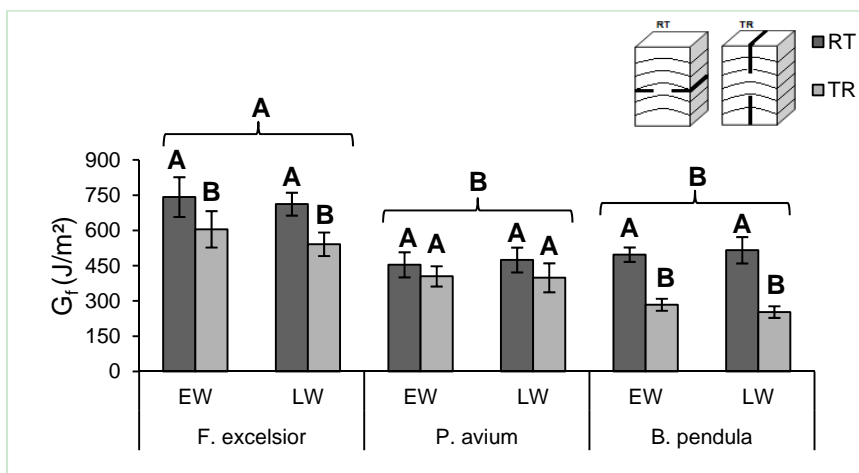 RT TR
RT
TR
A B B
A B A B A A A A A B A B
G_f (J/m²)
900
750
600
450
300
150
0
EW LW EW LW EW LW
F. excelsior P. avium B. pendula